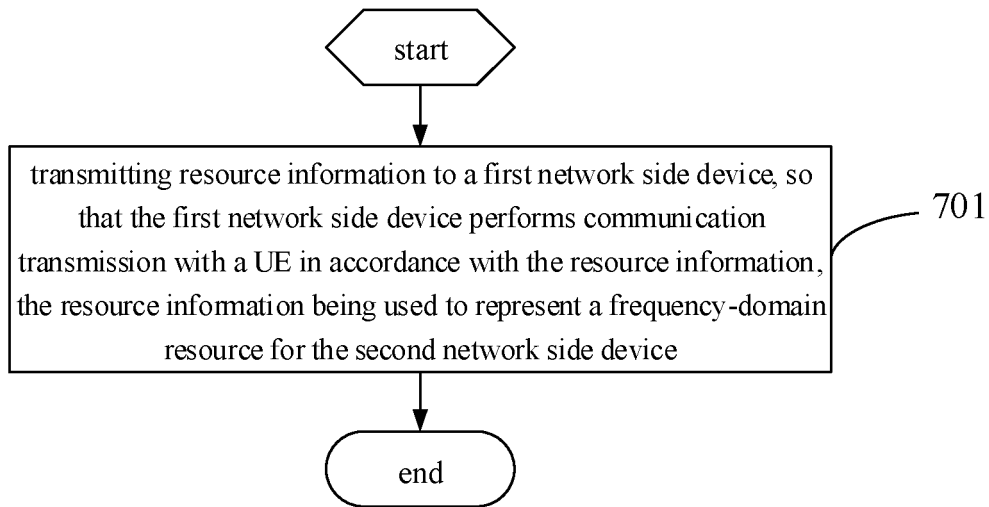 start
transmitting resource information to a first network side device, so
that the first network side device performs communication
transmission with a UE in accordance with the resource information,
the resource information being used to represent a frequency-domain
resource for the second network side device
701
end